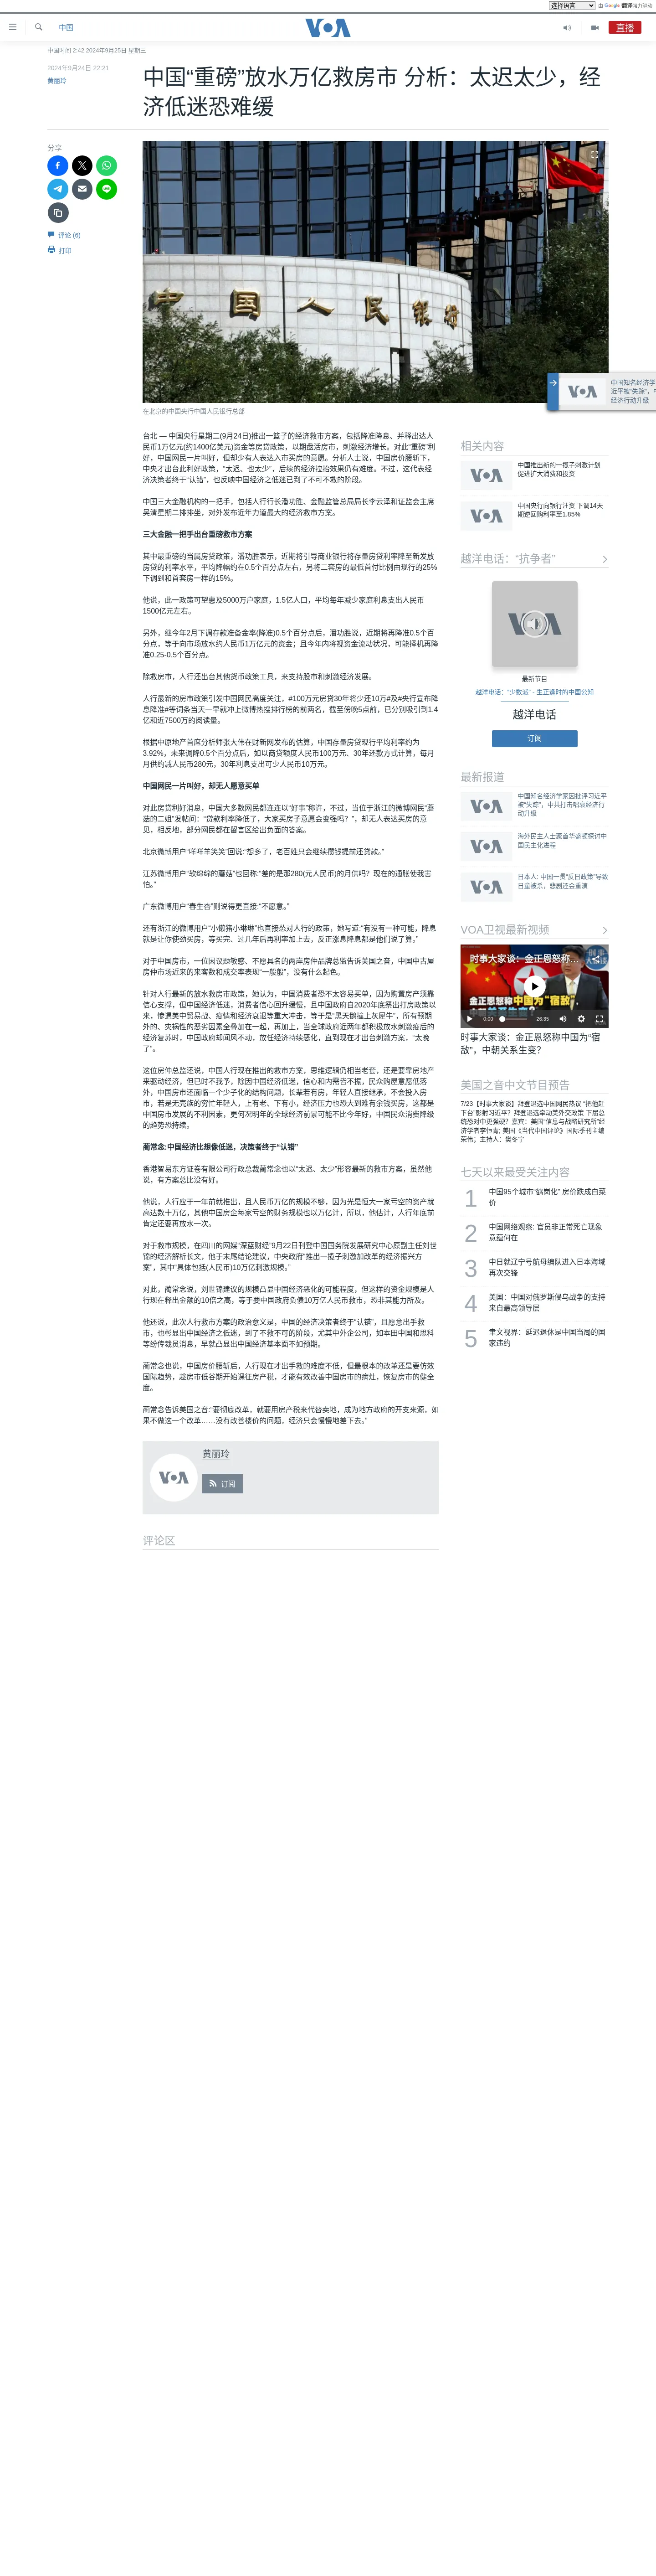 选择语言 由 Google 翻译强力驱动
中国
VOA
直播
中国时间 2:42 2024年9月25日 星期三
2024年9月24日 22:21
黄丽玲
中国“重磅”放水万亿救房市 分析：太迟太少，经
济低迷恐难缓
分享
评论 (6)
打印
中国人民银行
在北京的中国央行中国人民银行总部
中国知名经济学
近平被“失踪”，中
经济行动升级
台北 — 中国央行星期二(9月24日)推出一篮子的经济救市方案，包括降准降息、并释出达人
民币1万亿元(约1400亿美元)资金等房贷政策，以期盘活房市，刺激经济增长。对此“重磅”利
好，中国网民一片叫好，但却少有人表达入市买房的意愿。分析人士说，中国房价腰斩下，
中央才出台此利好政策，“太迟、也太少”，后续的经济拉抬效果仍有难度。不过，这代表经
济决策者终于“认错”，也反映中国经济之低迷已到了不可不救的阶段。
中国三大金融机构的一把手，包括人行行长潘功胜、金融监管总局局长李云泽和证监会主席
吴清星期二排排坐，对外发布近年力道最大的经济救市方案。
三大金融一把手出台重磅救市方案
其中最重磅的当属房贷政策，潘功胜表示，近期将引导商业银行将存量房贷利率降至新发放
房贷的利率水平，平均降幅约在0.5个百分点左右，另将二套房的最低首付比例由现行的25%
下调到和首套房一样的15%。
他说，此一政策可望惠及5000万户家庭，1.5亿人口，平均每年减少家庭利息支出人民币
1500亿元左右。
另外，继今年2月下调存款准备金率(降准)0.5个百分点后，潘功胜说，近期将再降准0.5个百
分点，等于向市场放水约人民币1万亿元的资金；且今年内将视资金流动状况，可能择机再降
准0.25-0.5个百分点。
除救房市，人行还出台其他货币政策工具，来支持股市和刺激经济发展。
人行最新的房市政策引发中国网民高度关注，#100万元房贷30年将少还10万#及#央行宣布降
息降准#等词条当天一早就冲上微博热搜排行榜的前两名，截至傍晚5点前，已分别吸引到1.4
亿和近7500万的阅读量。
根据中原地产首席分析师张大伟在财新网发布的估算，中国存量房贷现行平均利率约为
3.92%，未来调降0.5个百分点后，如以商贷额度人民币100万元、30年还款方式计算，每月
月供约减人民币280元，30年利息支出可少人民币10万元。
中国网民一片叫好，却无人愿意买单
对此房贷利好消息，中国大多数网民都连连以“好事”称许，不过，当位于浙江的微博网民“蘑
菇的二姐”发帖问：“贷款利率降低了，大家买房子意愿会变强吗？”，却无人表达买房的意
见，相反地，部分网民都在留言区给出负面的答案。
北京微博用户“咩咩羊笑笑”回说:“想多了，老百姓只会继续攒钱提前还贷款。”
江苏微博用户“软绵绵的蘑菇”也回称:“差的是那280(元人民币)的月供吗？现在的通胀使我害
怕。”
广东微博用户“春生杏”则说得更直接:“不愿意。”
还有浙江的微博用户“小懒猪小琳琳”也直接怂对人行的政策，她写道:“有没有一种可能，降息
就是让你使劲买房，等买完、过几年后再利率加上去，反正涨息降息都是他们说了算。”
对于中国房市，一位因议题敏感、不愿具名的两岸房仲品牌总监告诉美国之音，中国中古屋
房仲市场近来的来客数和成交率表现“一般般”，没有什么起色。
针对人行最新的放水救房市政策，她认为，中国消费者恐不太容易买单，因为购置房产须靠
信心支撑，但中国经济低迷，消费者信心回升缓慢，且中国政府自2020年底祭出打房政策以
来，惨遇美中贸易战、疫情和经济衰退等重大冲击，等于是“黑天鹅撞上灰犀牛”，所有预期
外的、灾祸性的恶劣因素全叠加在一起，再加上，当全球政府近两年都积极放水刺激疫后的
经济复苏时，中国政府却闻风不动，放任经济持续恶化，直到现在才出台刺激方案，“太晚
了”。
这位房仲总监还说，中国人行现在推出的救市方案，思维逻辑仍相当老套，还是要靠房地产
来驱动经济，但已时不我予，除因中国经济低迷，信心和内需皆不振，民众购屋意愿低落
外，中国房市还面临一个少子化的结构问题，长辈若有房，年轻人直接继承，不会投入房
市，若是无壳族的穷忙年轻人，上有老、下有小，经济压力也恐大到难有余钱买房，这都是
中国房市发展的不利因素，更何况明年的全球经济前景可能不比今年好，中国民众消费降级
的趋势恐持续。
蔺常念:中国经济比想像低迷，决策者终于“认错”
香港智易东方证卷有限公司行政总裁蔺常念也以“太迟、太少”形容最新的救市方案，虽然他
说，有方案总比没有好。
他说，人行应于一年前就推出，且人民币万亿的规模不够，因为光是恒大一家亏空的资产就
高达数十万亿，其他中国房企每家亏空的财务规模也以万亿计，所以，他估计，人行年底前
肯定还要再放水一次。
对于救市规模，在四川的网媒“深蓝财经”9月22日刊登中国国务院发展研究中心原副主任刘世
锦的经济解析长文，他于末尾结论建议，中央政府“推出一揽子刺激加改革的经济振兴方
案”，其中“具体包括(人民币)10万亿刺激规模。”
对此，蔺常念说，刘世锦建议的规模凸显中国经济恶化的可能程度，但这样的资金规模是人
行现在释出金额的10倍之高，等于要中国政府负债10万亿人民币救市，恐非其能力所及。
他还说，此次人行救市方案的政治意义是，中国的经济决策者终于“认错”，且愿意出手救
市，也彰显出中国经济之低迷，到了不救不可的阶段，尤其中外企公司，如本田中国和思科
等纷传裁员消息，早就凸显出中国经济基本面不如预期。
蔺常念也说，中国房价腰斩后，人行现在才出手救的难度不低，但最根本的改革还是要仿效
国际趋势，趁房市低谷期开始课征房产税，才能有效改善中国房市的病灶，恢复房市的健全
度。
蔺常念告诉美国之音:“要彻底改革，就要用房产税来代替卖地，成为地方政府的开支来源，如
果不做这一个改革……没有改善楼价的问题，经济只会慢慢地差下去。”
VOA
黄丽玲
订阅
评论区
相关内容
中国推出新的一揽子刺激计划
促进扩大消费和投资
中国央行向银行注资 下调14天
期逆回购利率至1.85%
越洋电话：“抗争者”
最新节目
越洋电话：“少数派” - 生正逢时的中国公知
越洋电话
订阅
最新报道
中国知名经济学家因批评习近平
被“失踪”，中共打击唱衰经济行
动升级
海外民主人士聚首华盛顿探讨中
国民主化进程
日本人: 中国一贯“反日政策”导致
日童被杀，悲剧还会重演
VOA卫视最新视频
时事大家谈：金正恩怒称…
金正恩怒称中国为“宿敌”，
0:00
26:35
时事大家谈：金正恩怒称中国为“宿
敌”，中朝关系生变？
美国之音中文节目预告
7/23【时事大家谈】拜登退选中国网民热议 “把他赶
下台”影射习近平？拜登退选牵动美外交政策 下届总
统恐对中更强硬？嘉宾：美国“信息与战略研究所”经
济学者李恒青; 美国《当代中国评论》国际季刊主编
荣伟；主持人：樊冬宁
七天以来最受关注内容
1
中国95个城市“鹤岗化” 房价跌成白菜
价
2
中国网络观察: 官员非正常死亡现象
意蕴何在
3
中日就辽宁号航母编队进入日本海域
再次交锋
4
美国：中国对俄罗斯侵乌战争的支持
来自最高领导层
5
聿文视界：延迟退休是中国当局的国
家违约